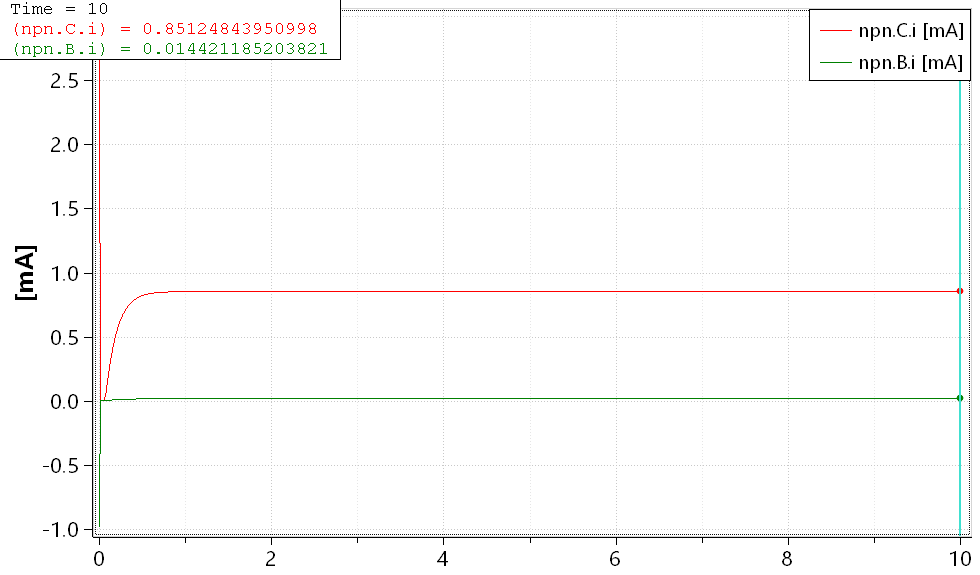 Time = 10
(npn.C.i) = 0.85124843950998
(npn.B.i) = 0.014421185203821
npn.C.i [mA]
npn.B.i [mA]
[mA]
2.5
2.0
1.5
1.0
0.5
0.0
-0.5
-1.0
0 2 4 6 8 10